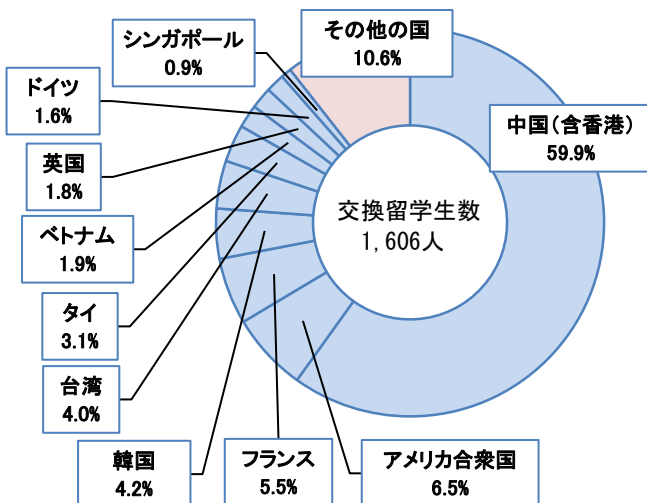 シンガポール
0.9%
その他の国
10.6%
ドイツ
1.6%
中国(含香港)
59.9%
英国
1.8%
交換留学生数
1,606人
ベトナム
1.9%
タイ
3.1%
台湾
4.0%
韓国
4.2%
フランス
5.5%
アメリカ合衆国
6.5%